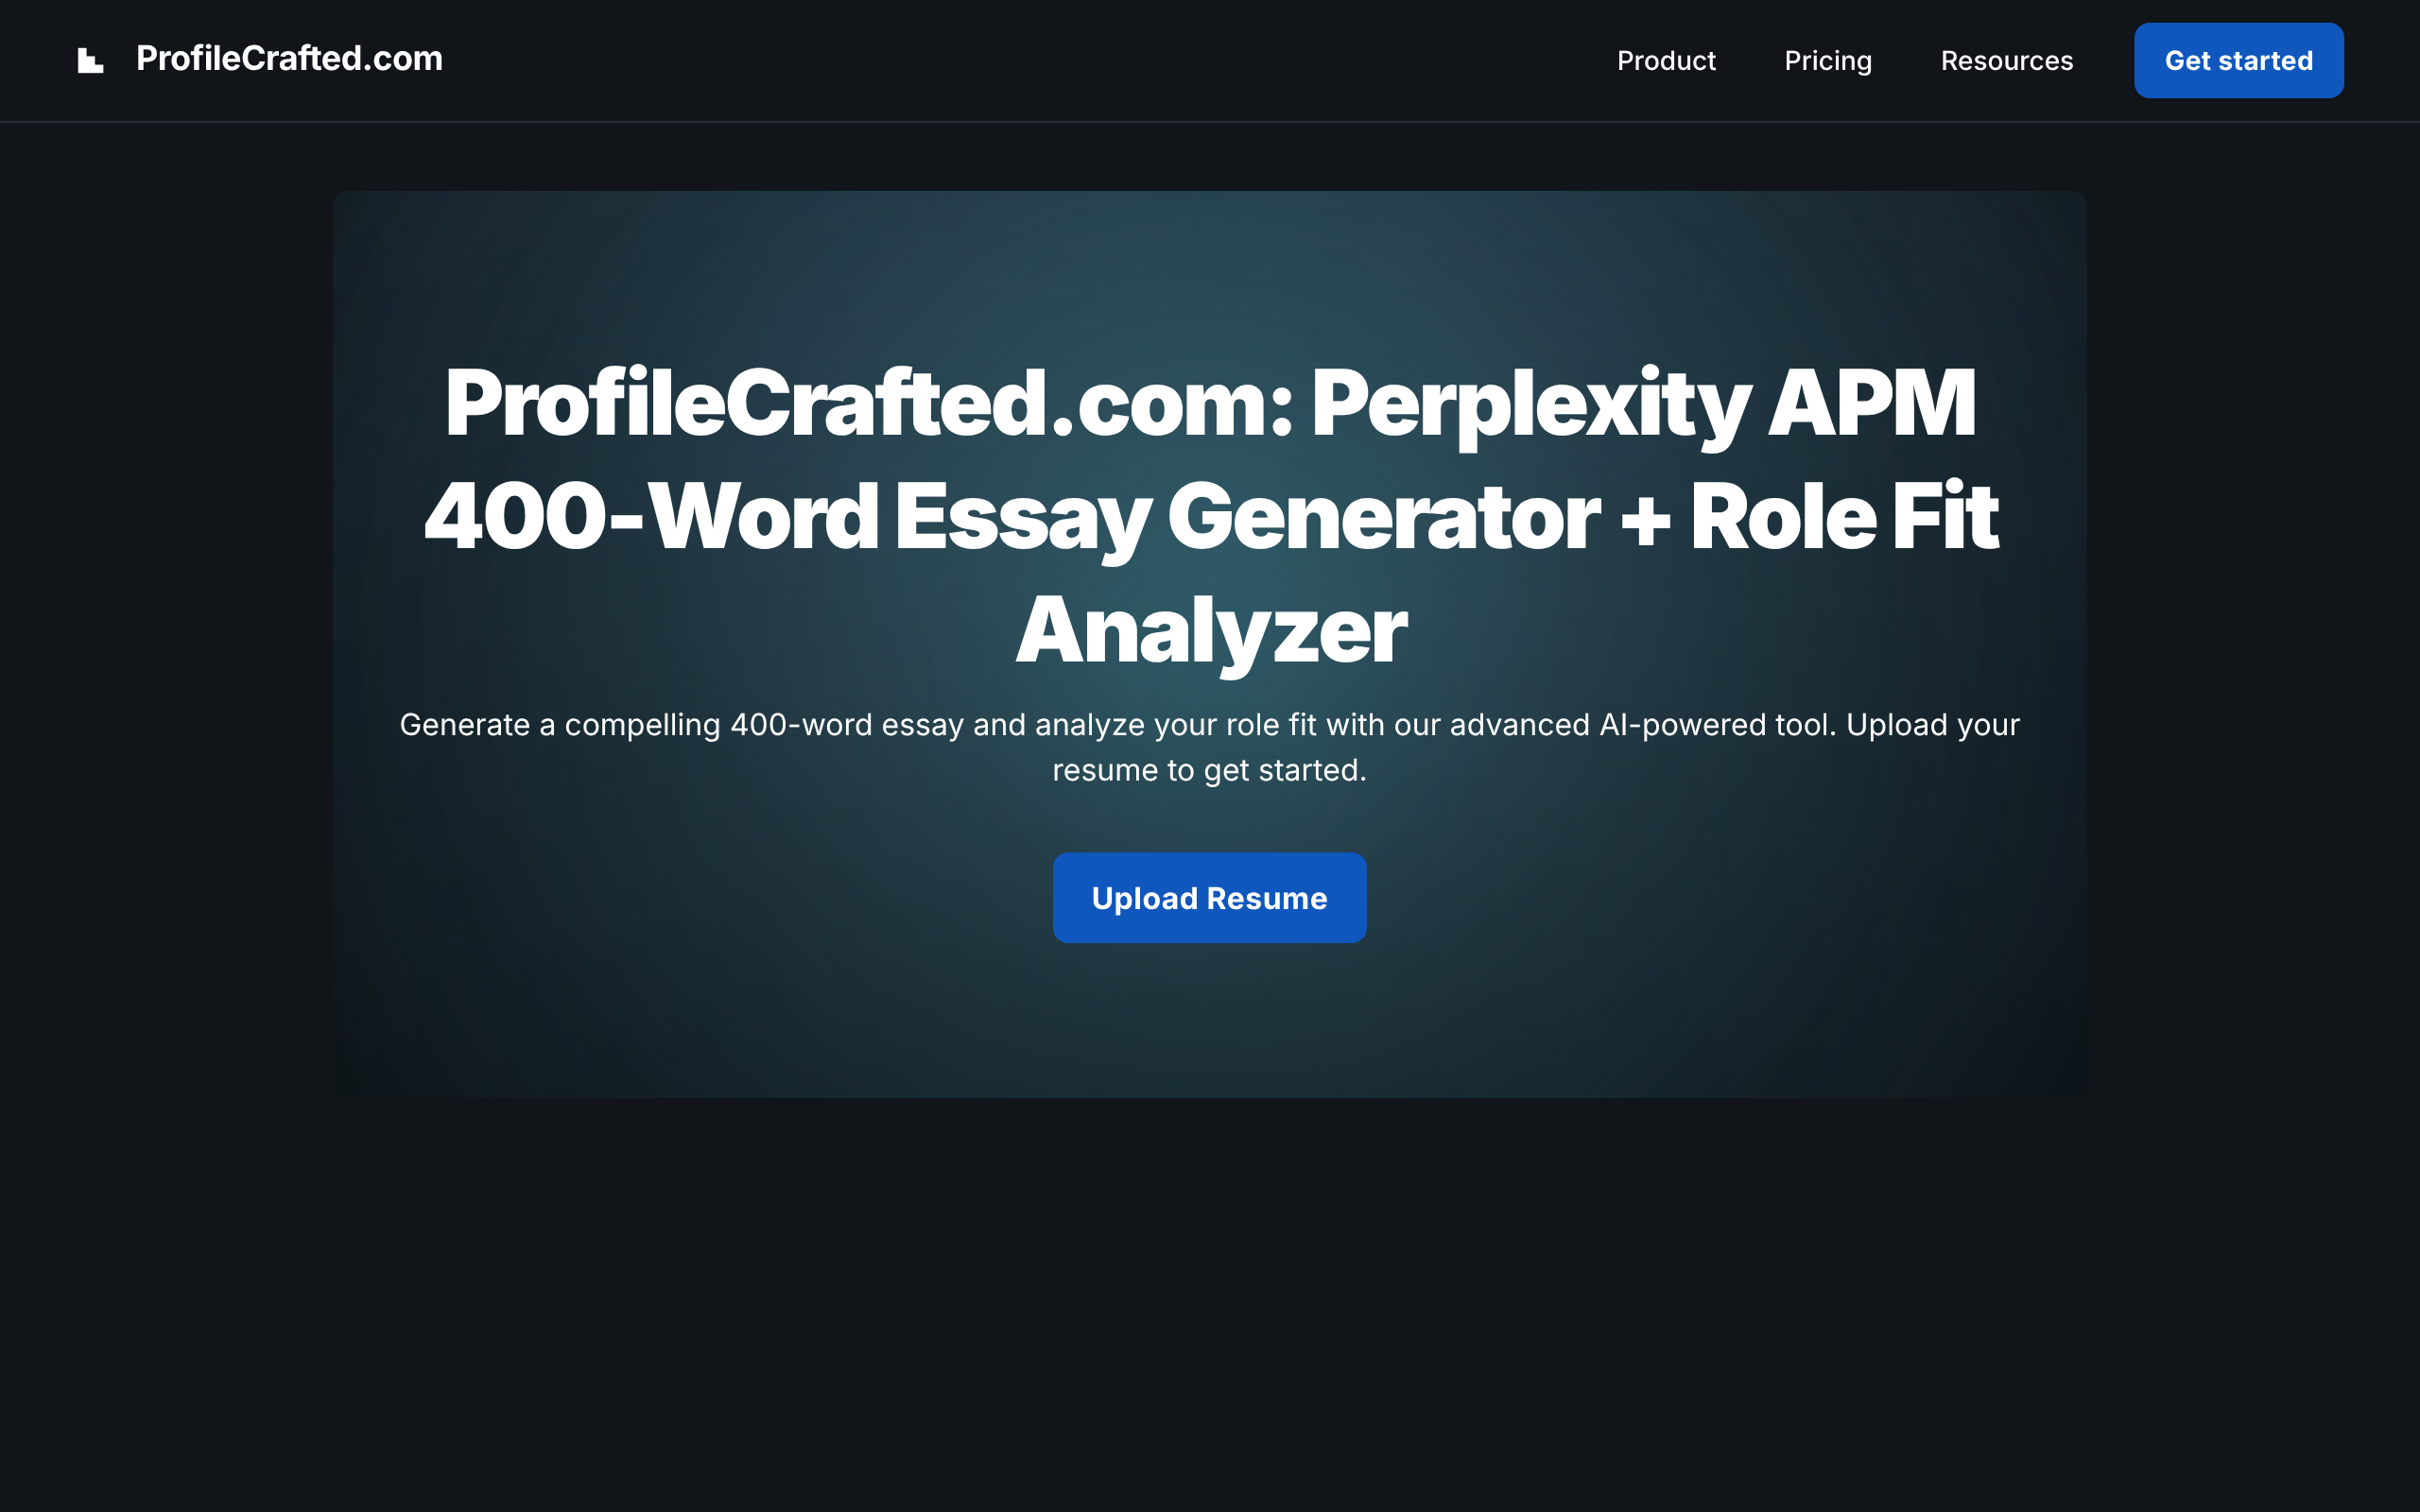 ProfileCrafted.com
Product
Pricing
Resources
Get started
ProfileCrafted.com: Perplexity APM
400-Word Essay Generator + Role Fit
Analyzer
Generate a compelling 400-word essay and analyze your role fit with our advanced AI-powered tool. Upload your
resume to get started.
Upload Resume